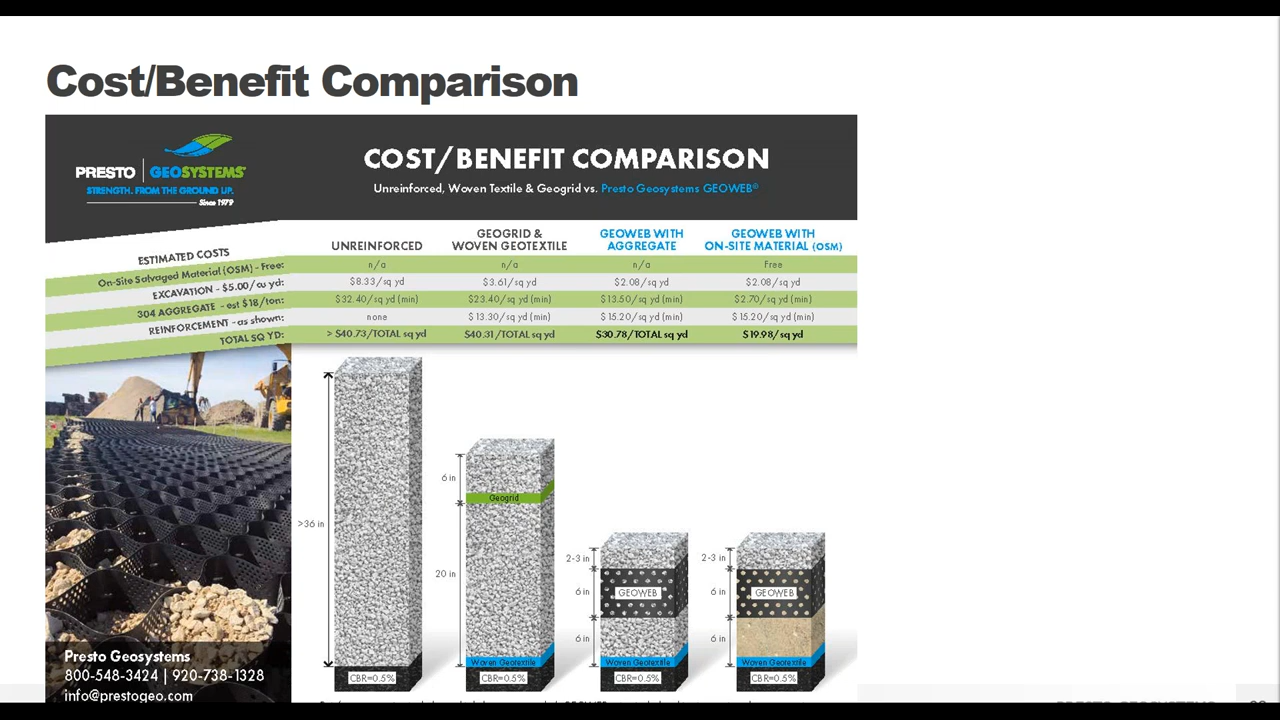 Cost/Benefit Comparison
PRESTO GEOSYSTEMS
STRENGTH. FROM THE GROUND UP.
Since 1979
COST/BENEFIT COMPARISON
Unreinforced, Woven Textile & Geogrid vs. Presto Geosystems GEOWEB®
ESTIMATED COSTS UNREINFORCED GEOGRID & WOVEN GEOTEXTILE GEOWEB WITH AGGREGATE GEOWEB WITH ON-SITE MATERIAL (OSM)
On-Site Salvaged Material (OSM) - Free: n/a n/a n/a Free
EXCAVATION - $5.00/cu yd: $8.33/sq yd $3.61/sq yd $2.08/sq yd $2.08/sq yd
304 AGGREGATE - est $18/ton: $32.40/sq yd (min) $23.40/sq yd (min) $13.50/sq yd (min) $2.70/sq yd (min)
REINFORCEMENT - as shown: none $13.30/sq yd (min) $15.20/sq yd (min) $15.20/sq yd (min)
TOTAL SQ YD: > $40.73/TOTAL sq yd $40.31/TOTAL sq yd $30.78/TOTAL sq yd $19.98/sq yd
>36 in
CBR=0.5%
6 in
Geogrid
20 in
Woven Geotextile
CBR=0.5%
2-3 in
6 in
GEOWEB
6 in
Woven Geotextile
CBR=0.5%
2-3 in
6 in
GEOWEB
6 in
Woven Geotextile
CBR=0.5%
Presto Geosystems
800-548-3424 | 920-738-1328
info@prestogeo.com